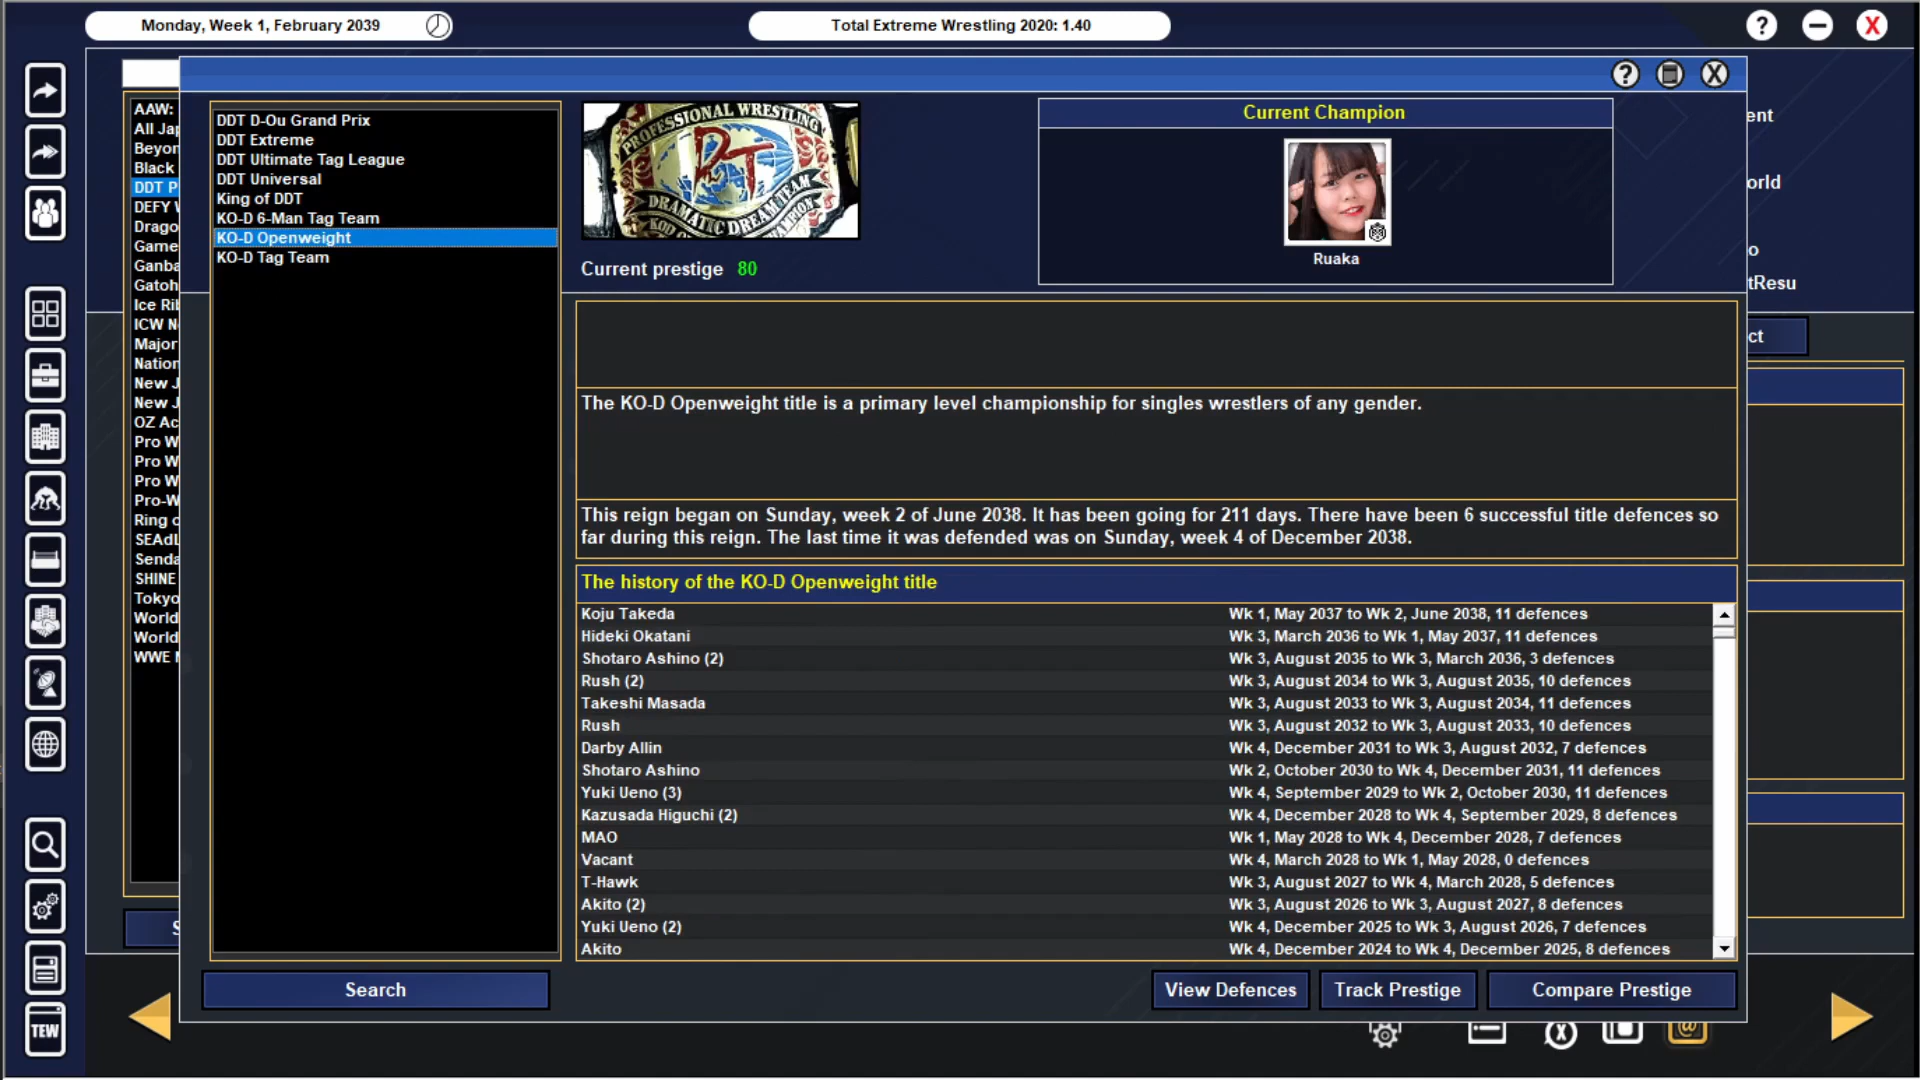 Monday, Week 1, February 2039
Total Extreme Wrestling 2020: 1.40
?
X
? X
AAW:
All Jap
Beyon
Black
DDT P
DEFY W
Drago
Game
Ganba
Gatoh
Ice Rib
ICW N
Major
Nation
New J
New J
OZ Ac
Pro W
Pro W
Pro W
Pro-W
Ring o
SEAdL
Senda
SHINE
Tokyo
World
World
WWE N
DDT D-Ou Grand Prix
DDT Extreme
DDT Ultimate Tag League
DDT Universal
King of DDT
KO-D 6-Man Tag Team
KO-D Openweight
KO-D Tag Team
PROFESSIONAL WRESTLING
DDT
DRAMATIC DREAM TEAM
KOD CHAMPION
Current prestige 80
Current Champion
Ruaka
ent
orld
o
tResu
ct
The KO-D Openweight title is a primary level championship for singles wrestlers of any gender.
This reign began on Sunday, week 2 of June 2038. It has been going for 211 days. There have been 6 successful title defences so
far during this reign. The last time it was defended was on Sunday, week 4 of December 2038.
The history of the KO-D Openweight title
Koju Takeda Wk 1, May 2037 to Wk 2, June 2038, 11 defences
Hideki Okatani Wk 3, March 2036 to Wk 1, May 2037, 11 defences
Shotaro Ashino (2) Wk 3, August 2035 to Wk 3, March 2036, 3 defences
Rush (2) Wk 3, August 2034 to Wk 3, August 2035, 10 defences
Takeshi Masada Wk 3, August 2033 to Wk 3, August 2034, 11 defences
Rush Wk 3, August 2032 to Wk 3, August 2033, 10 defences
Darby Allin Wk 4, December 2031 to Wk 3, August 2032, 7 defences
Shotaro Ashino Wk 2, October 2030 to Wk 4, December 2031, 11 defences
Yuki Ueno (3) Wk 4, September 2029 to Wk 2, October 2030, 11 defences
Kazusada Higuchi (2) Wk 4, December 2028 to Wk 4, September 2029, 8 defences
MAO Wk 1, May 2028 to Wk 4, December 2028, 7 defences
Vacant Wk 4, March 2028 to Wk 1, May 2028, 0 defences
T-Hawk Wk 3, August 2027 to Wk 4, March 2028, 5 defences
Akito (2) Wk 3, August 2026 to Wk 3, August 2027, 8 defences
Yuki Ueno (2) Wk 4, December 2025 to Wk 3, August 2026, 7 defences
Akito Wk 4, December 2024 to Wk 4, December 2025, 8 defences
S
Search
View Defences
Track Prestige
Compare Prestige
TEW
X
@